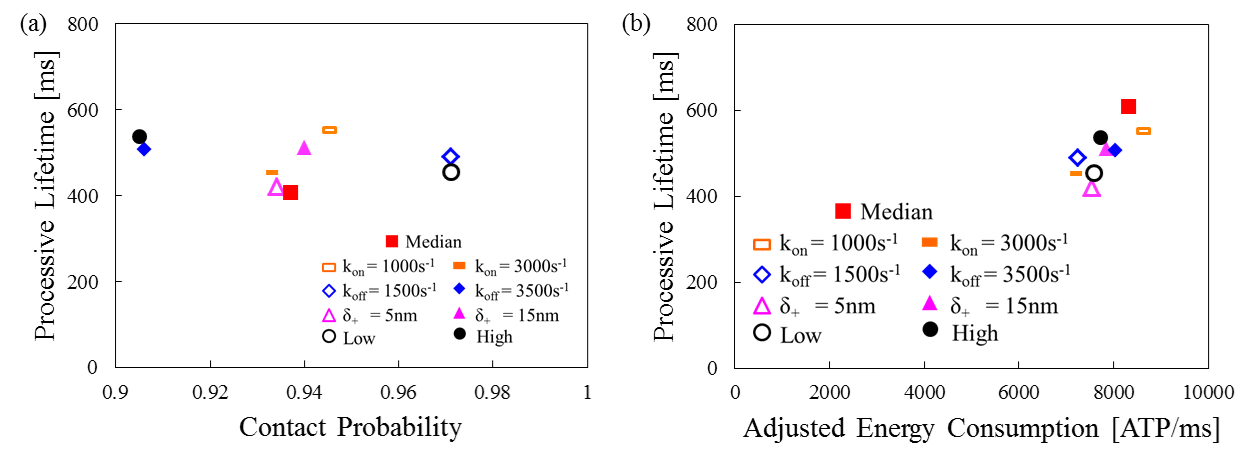 (a)
Processive Lifetime [ms]
800
600
400
200
0
0.9 0.92 0.94 0.96 0.98 1
Contact Probability
Median
kon = 1000s-1 kon = 3000s-1
koff = 1500s-1 koff = 3500s-1
δ+ = 5nm δ+ = 15nm
Low High
(b)
Processive Lifetime [ms]
800
600
400
200
0
0 2000 4000 6000 8000 10000
Adjusted Energy Consumption [ATP/ms]
Median
kon = 1000s-1 kon = 3000s-1
koff = 1500s-1 koff = 3500s-1
δ+ = 5nm δ+ = 15nm
Low High